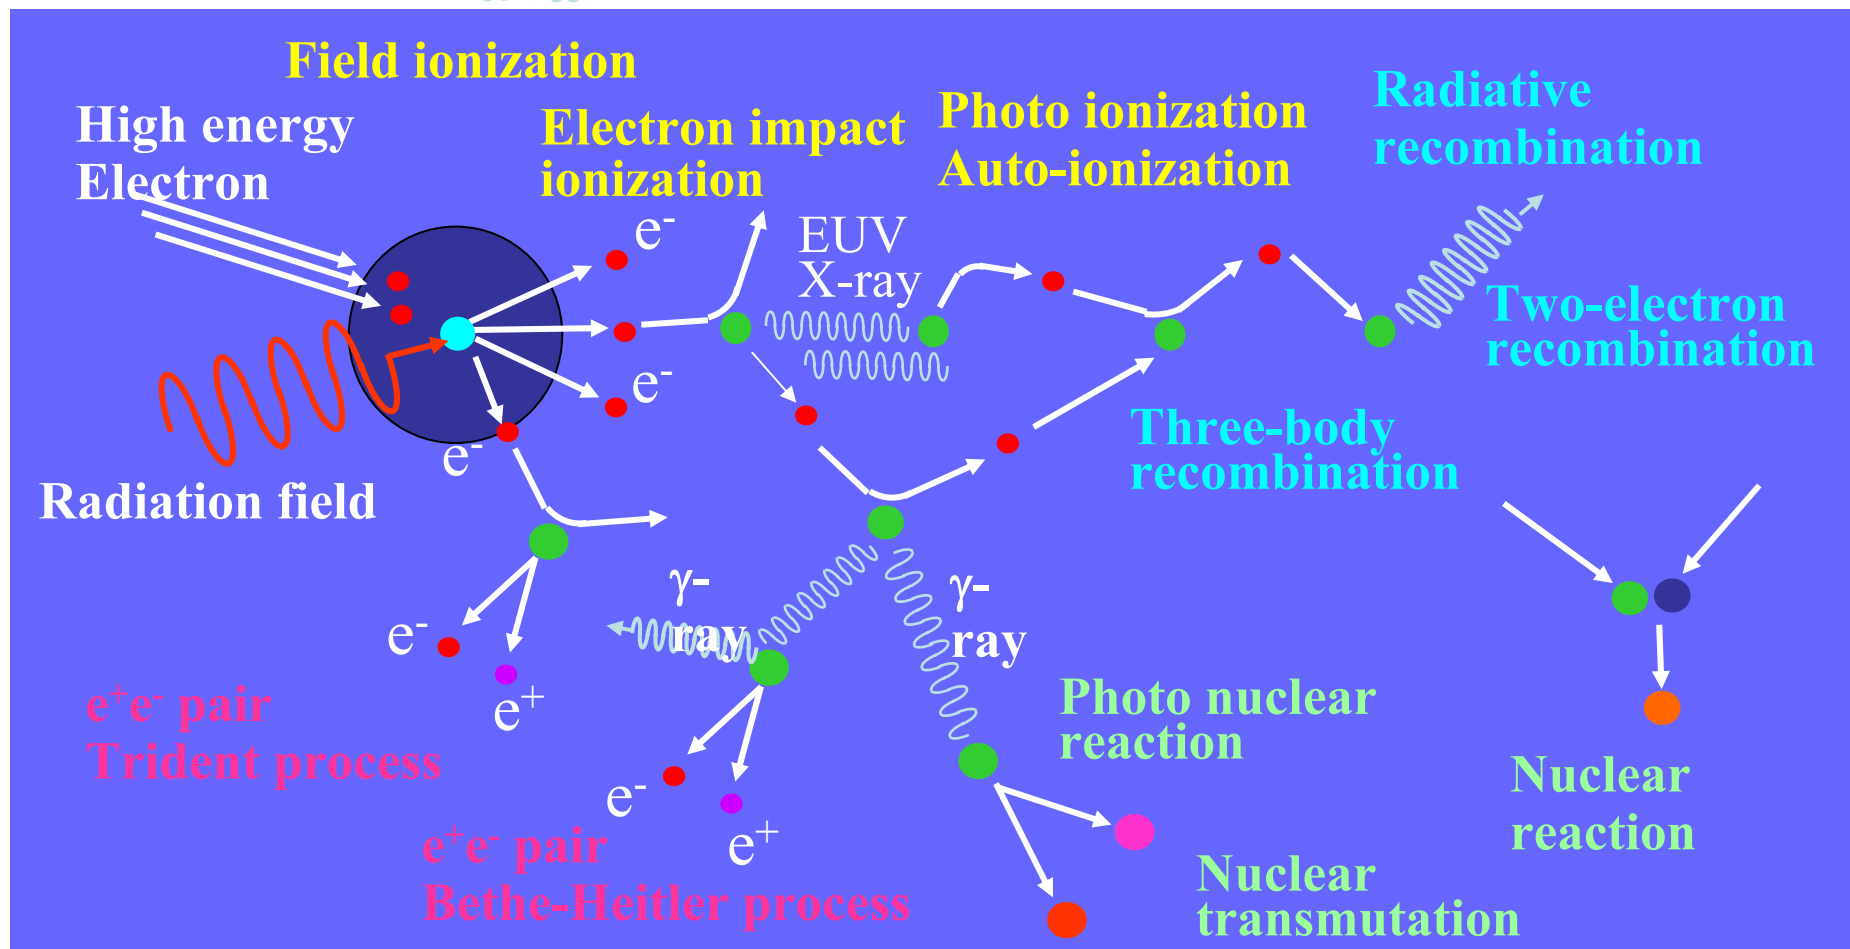 Field ionization
High energy
Electron
Electron impact
ionization
Photo ionization
Auto-ionization
Radiative
recombination
e-
EUV
X-ray
Two-electron
recombination
e-
Three-body
recombination
e-
Radiation field
γ-
ray
γ-
ray
e-
e+
e+e- pair
Trident process
Photo nuclear
reaction
Nuclear
reaction
e-
e+
e+e- pair
Bethe-Heitler process
Nuclear
transmutation